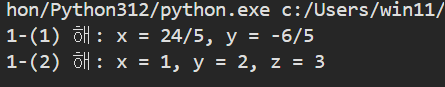 hon/Python312/python.exe c:/Users/win11/
1-(1) 해: x = 24/5, y = -6/5
1-(2) 해: x = 1, y = 2, z = 3